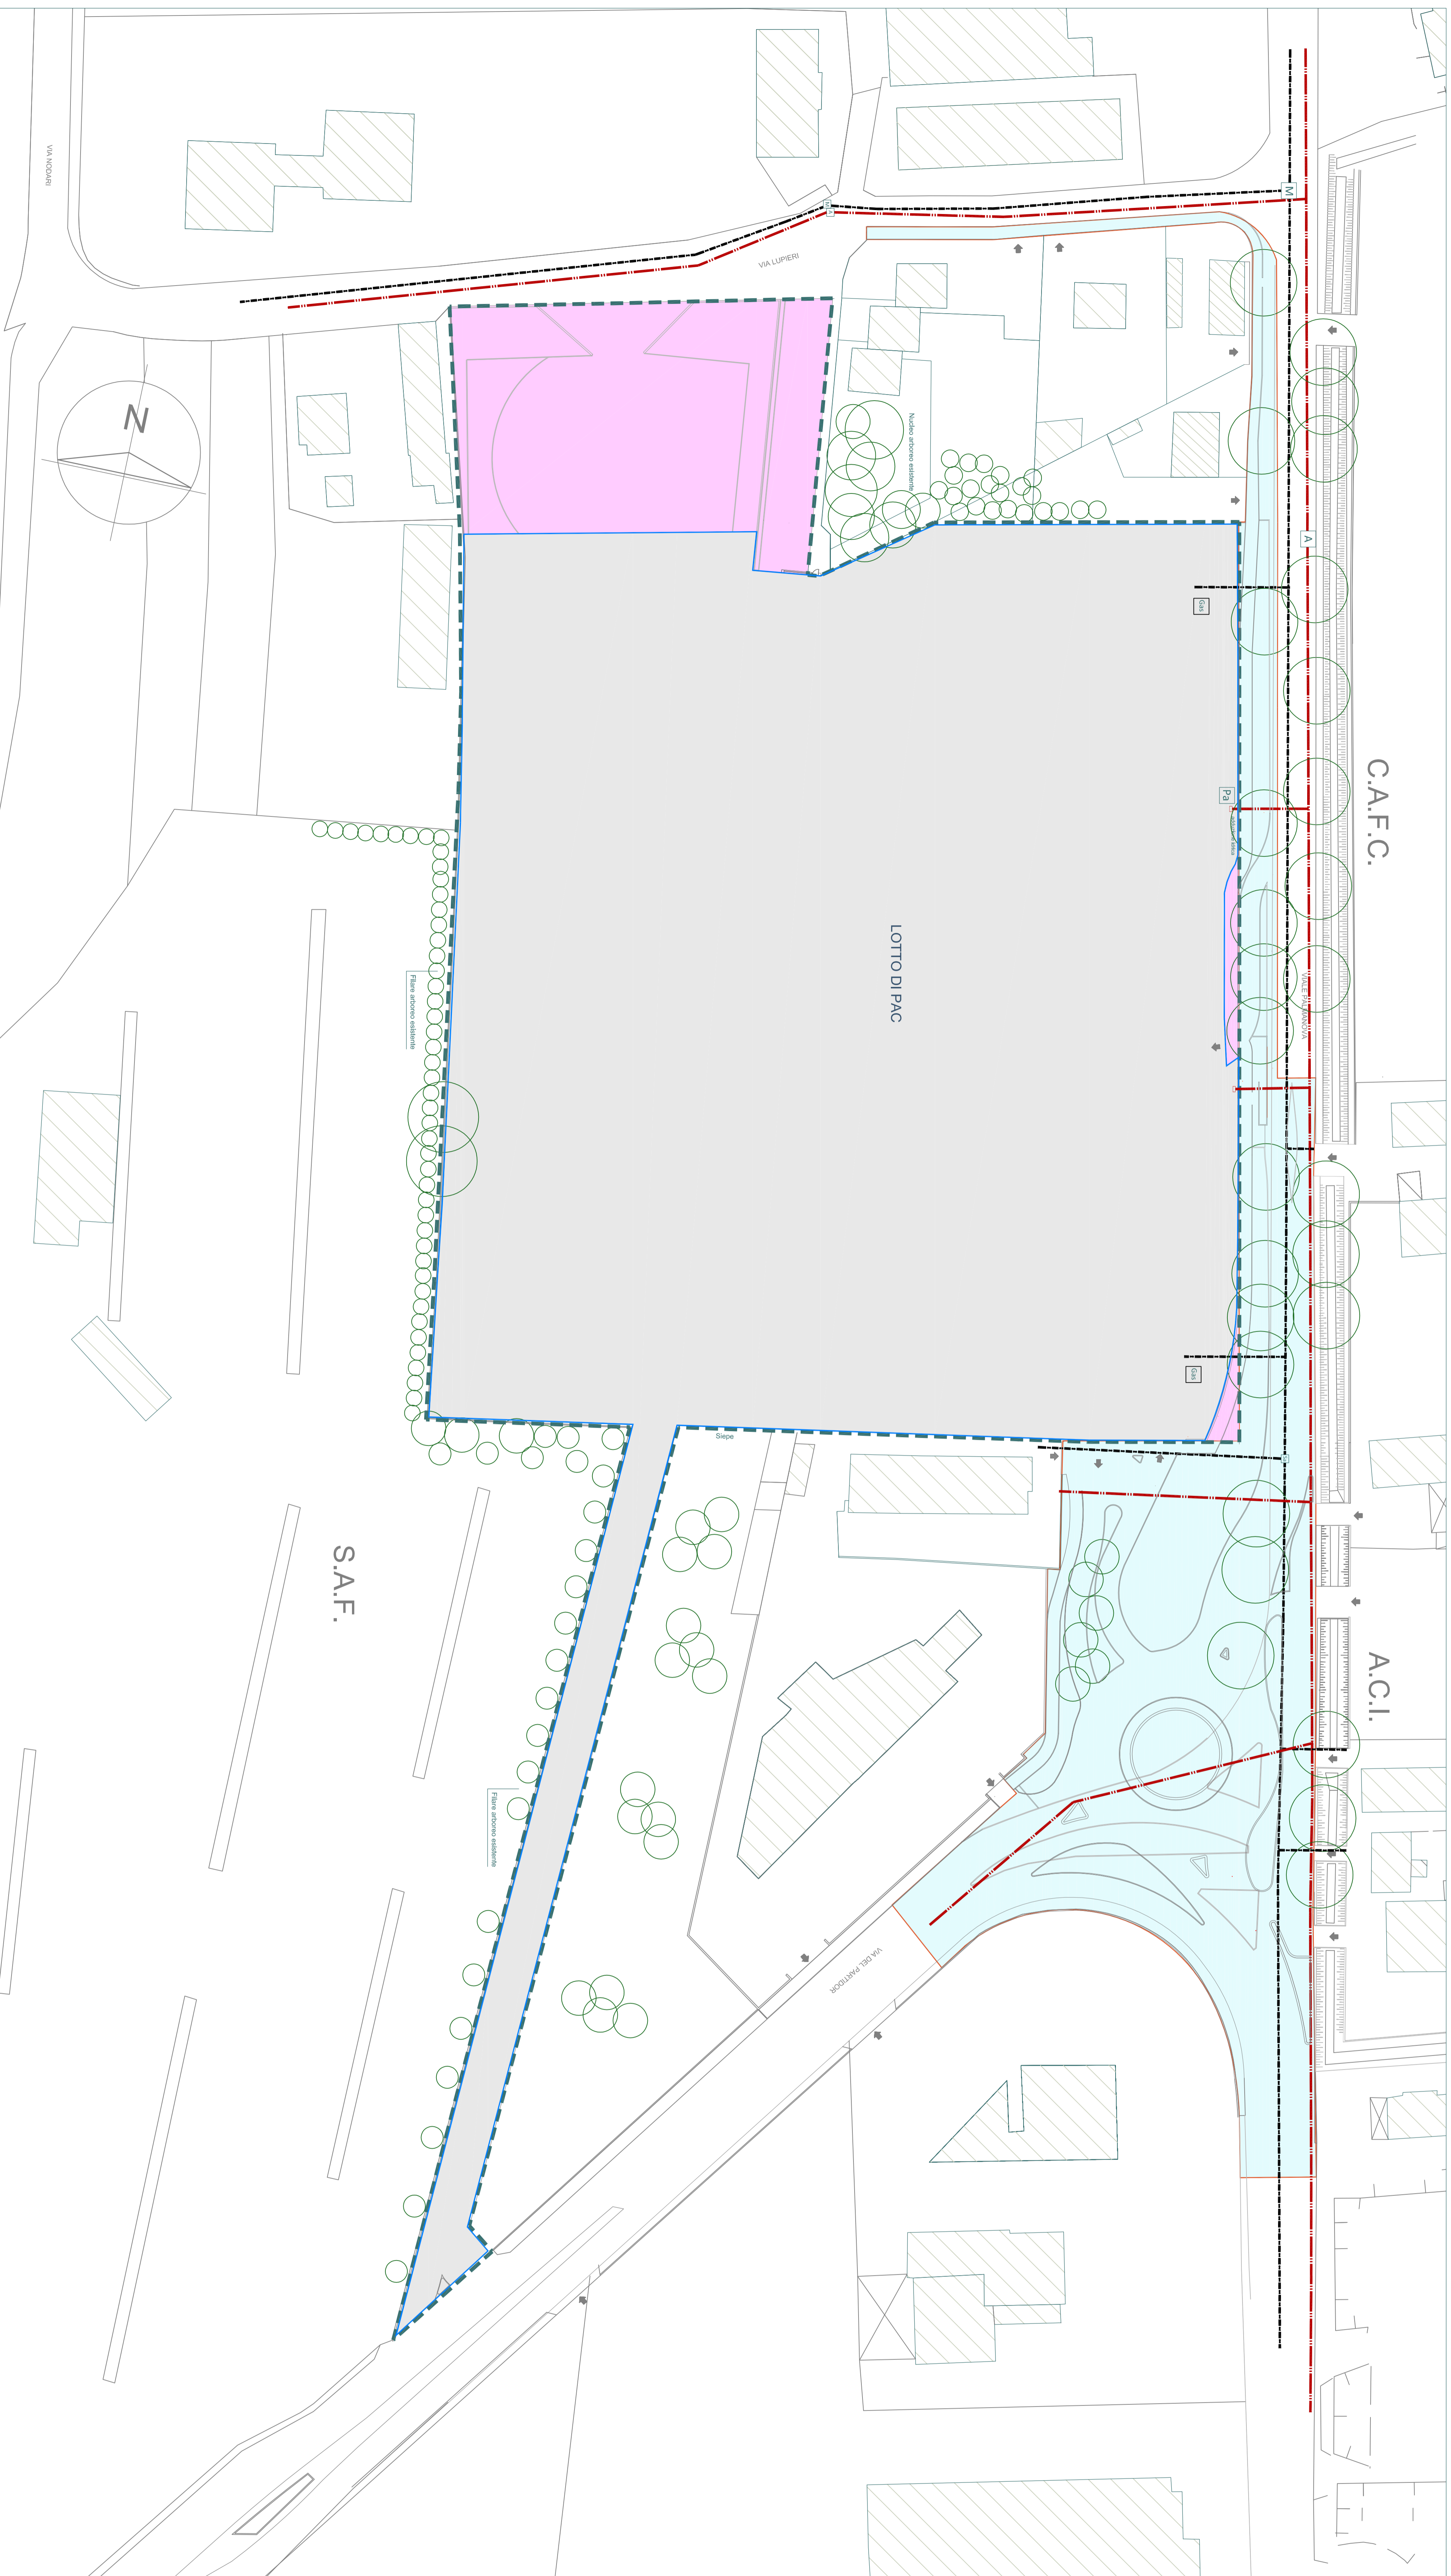 C.A.F.C.
A.C.I.
S.A.F.
VIA NODARI
VIA LUPIERI
VIALE PALMANOVA
VIA DEL PARTIDOR
LOTTO DI PAC
Nucleo arboreo esistente
Filare arboreo esistente
Filare arboreo esistente
Siepe
M
A
M
A
Gas
Gas
Pa
N